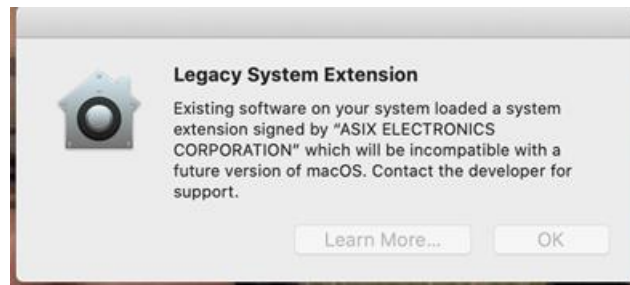 Legacy System Extension
Existing software on your system loaded a system
extension signed by “ASIX ELECTRONICS
CORPORATION” which will be incompatible with a
future version of macOS. Contact the developer for
support.
Learn More...
OK